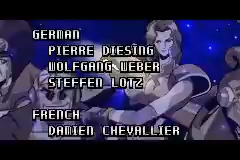 GERMAN
PIERRE DIESING
WOLFGANG WEBER
STEFFEN LOTZ
FRENCH
DAMIEN CHEVALLIER